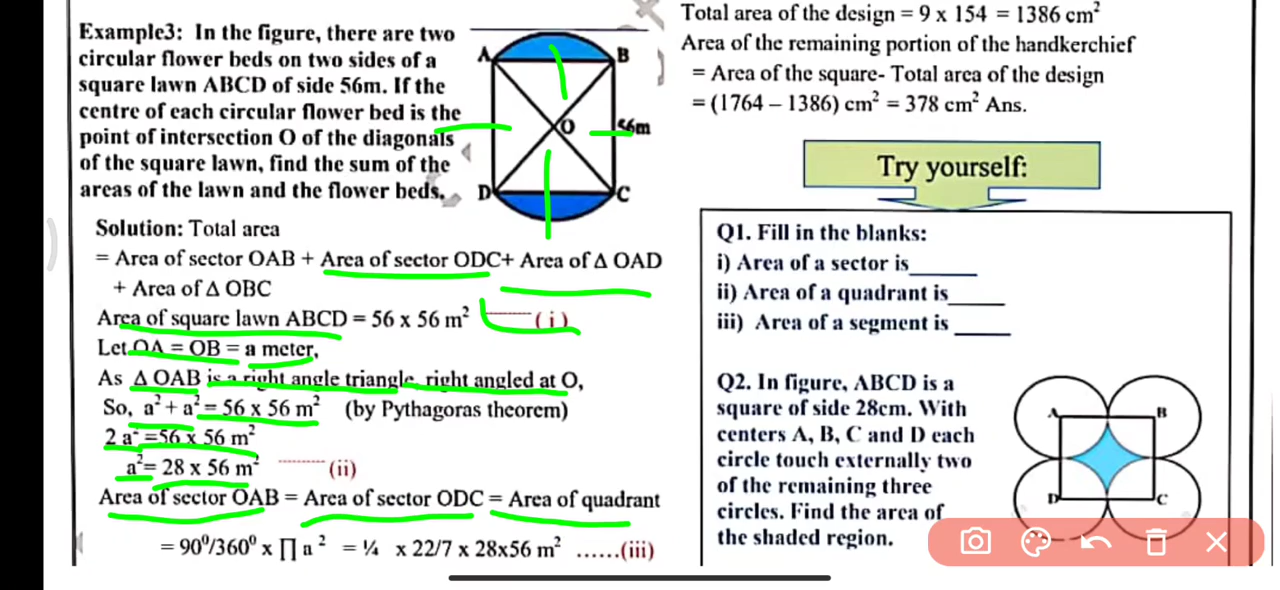 Example3: In the figure, there are two
circular flower beds on two sides of a
square lawn ABCD of side 56m. If the
centre of each circular flower bed is the
point of intersection O of the diagonals
of the square lawn, find the sum of the
areas of the lawn and the flower beds.
A
B
O
56m
D
C
Solution: Total area
= Area of sector OAB + Area of sector ODC+ Area of Δ OAD
+ Area of Δ OBC
Area of square lawn ABCD = 56 x 56 m² --------( i )
Let OA = OB = a meter,
As Δ OAB is a right angle triangle, right angled at O,
So, a² + a² = 56 x 56 m² (by Pythagoras theorem)
2 a² =56 x 56 m²
a²= 28 x 56 m² --------(ii)
Area of sector OAB = Area of sector ODC = Area of quadrant
= 90⁰/360⁰ x ∏ a ² = ¼ x 22/7 x 28x56 m² ......(iii)
Total area of the design = 9 x 154 = 1386 cm²
Area of the remaining portion of the handkerchief
= Area of the square- Total area of the design
= (1764 – 1386) cm² = 378 cm² Ans.
Try yourself:
Q1. Fill in the blanks:
i) Area of a sector is______
ii) Area of a quadrant is_____
iii) Area of a segment is _____
Q2. In figure, ABCD is a
square of side 28cm. With
centers A, B, C and D each
circle touch externally two
of the remaining three
circles. Find the area of
the shaded region.
A
B
D
C